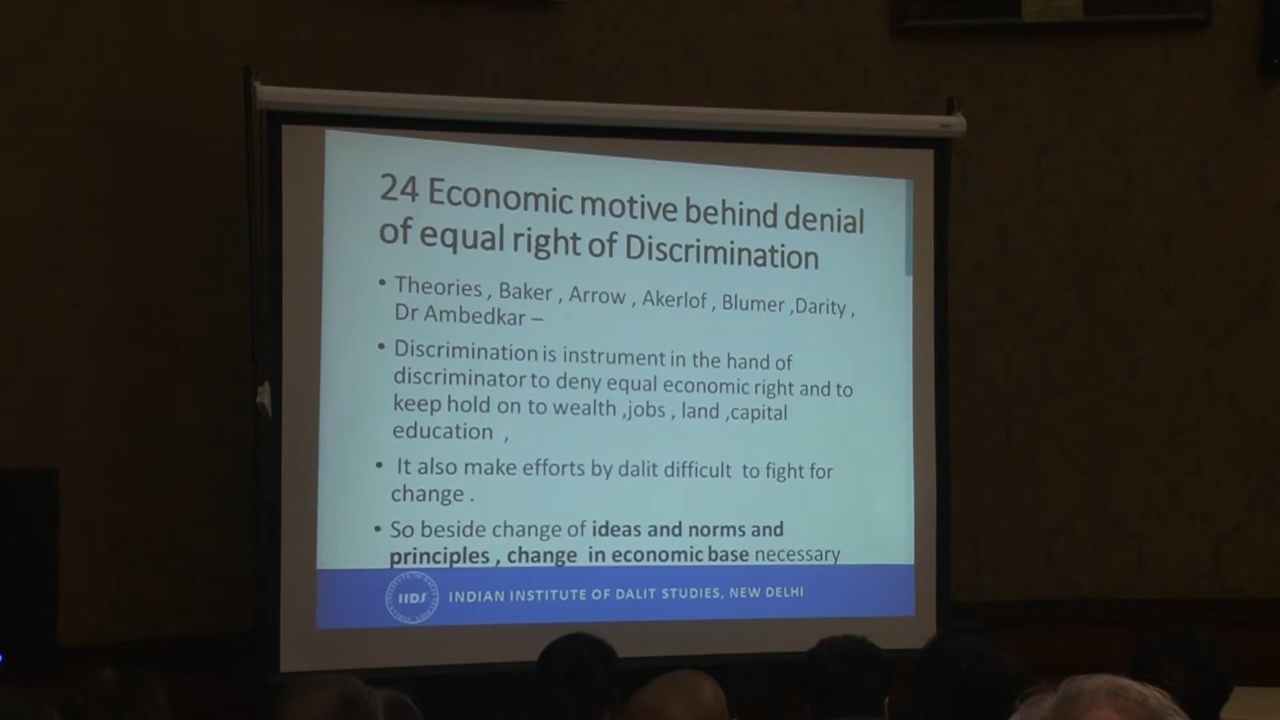 24 Economic motive behind denial
of equal right of Discrimination
• Theories , Baker , Arrow , Akerlof , Blumer ,Darity ,
Dr Ambedkar –
• Discrimination is instrument in the hand of
discriminator to deny equal economic right and to
keep hold on to wealth ,jobs , land ,capital
education ,
• It also make efforts by dalit difficult to fight for
change .
• So beside change of ideas and norms and
principles , change in economic base necessary
IIDS
INDIAN INSTITUTE OF DALIT STUDIES, NEW DELHI